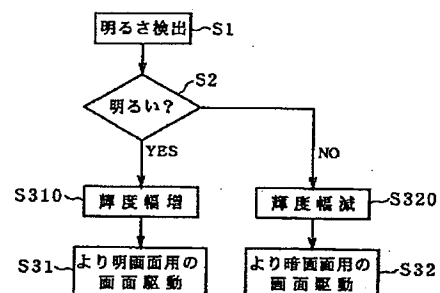 明るさ検出 S1
S2
明るい?
YES
NO
S310 輝度幅増
輝度幅減 S320
S31 より明画面用の
画面駆動
より暗画面用の
画面駆動 S32